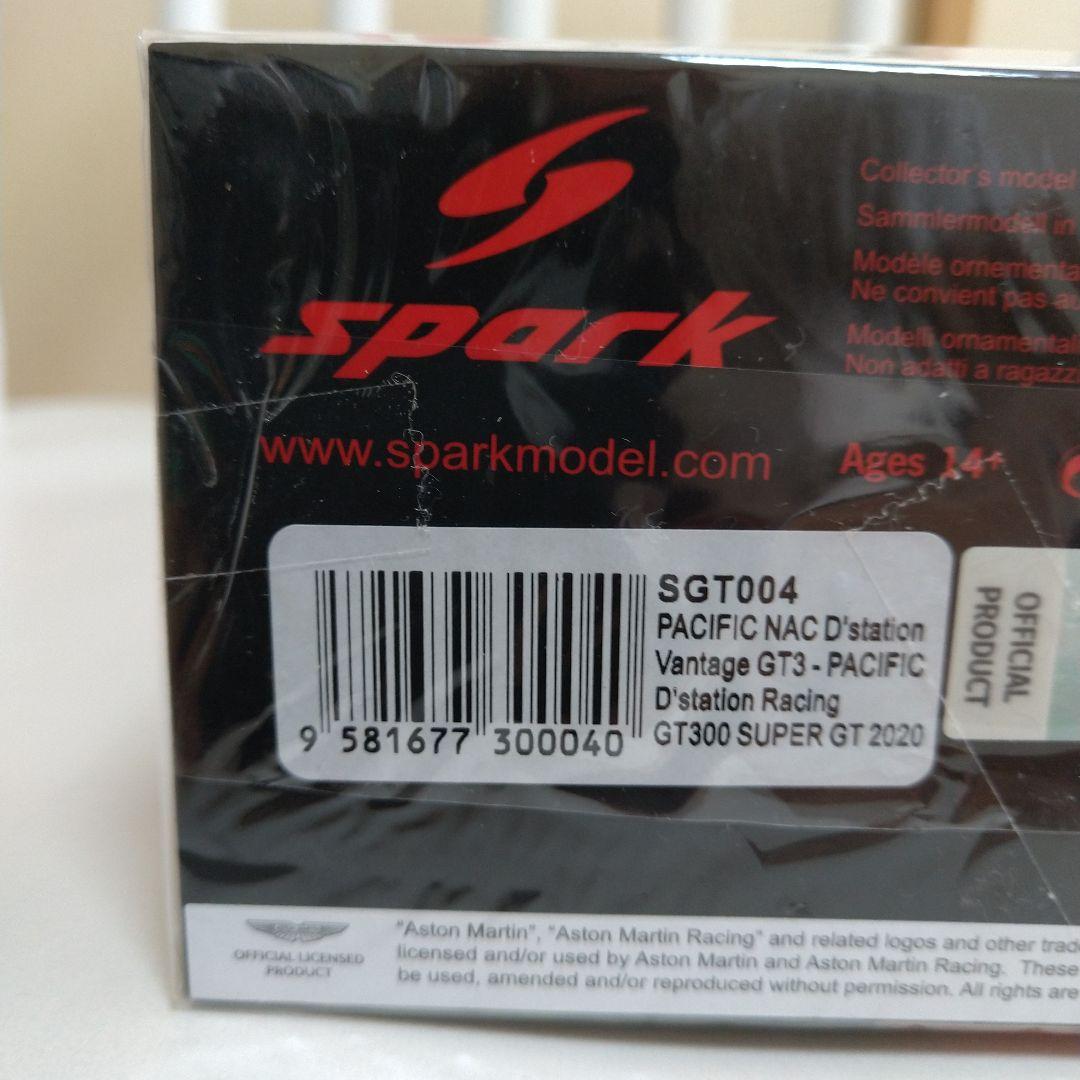 spark
www.sparkmodel.com
Collector's model
Sammlermodell in
Modèle ornementa
Ne convient pas au
Modelli ornamental
Non adatti a ragazzi
Ages 14+
SGT004
PACIFIC NAC D'station
Vantage GT3 - PACIFIC
D'station Racing
GT300 SUPER GT 2020
9 581677 300040
OFFICIAL
PRODUCT
OFFICIAL LICENSED
PRODUCT
"Aston Martin", "Aston Martin Racing" and related logos and other trad
licensed and/or used by Aston Martin and Aston Martin Racing. These
be used, amended and/or reproduced without permission. All rights are